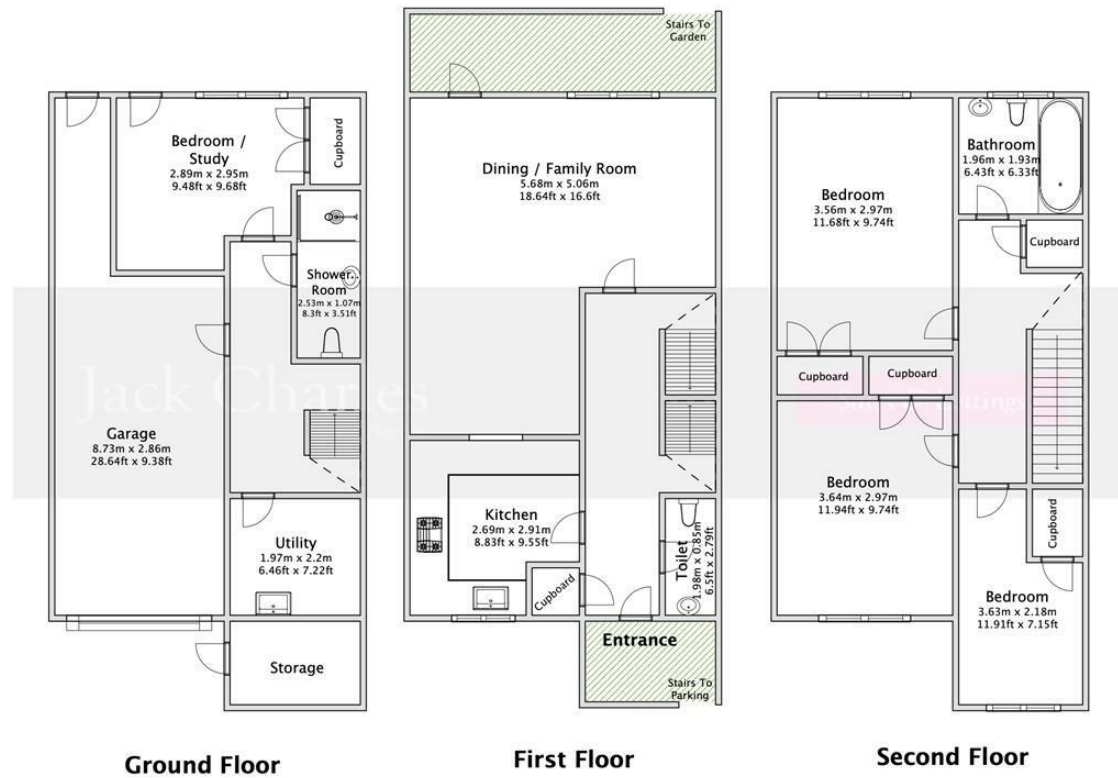 Bedroom /
Study
2.89m x 2.95m
9.48ft x 9.68ft
Cupboard
Shower..
Room
2.53m x 1.07m
8.3ft x 3.51ft
Garage
8.73m x 2.86m
28.64ft x 9.38ft
Utility
1.97m x 2.2m
6.46ft x 7.22ft
Storage
Ground Floor
Stairs To
Garden
Dining / Family Room
5.68m x 5.06m
18.64ft x 16.6ft
Kitchen
2.69m x 2.91m
8.83ft x 9.55ft
Cupboard
Toilet
1.98m x 0.85m
6.5ft x 2.79ft
Entrance
Stairs To
Parking
First Floor
Bedroom
3.56m x 2.97m
11.68ft x 9.74ft
Bathroom
1.96m x 1.93m
6.43ft x 6.33ft
Cupboard
Cupboard
Cupboard
Bedroom
3.64m x 2.97m
11.94ft x 9.74ft
Cupboard
Bedroom
3.63m x 2.18m
11.91ft x 7.15ft
Second Floor
Jack Charles